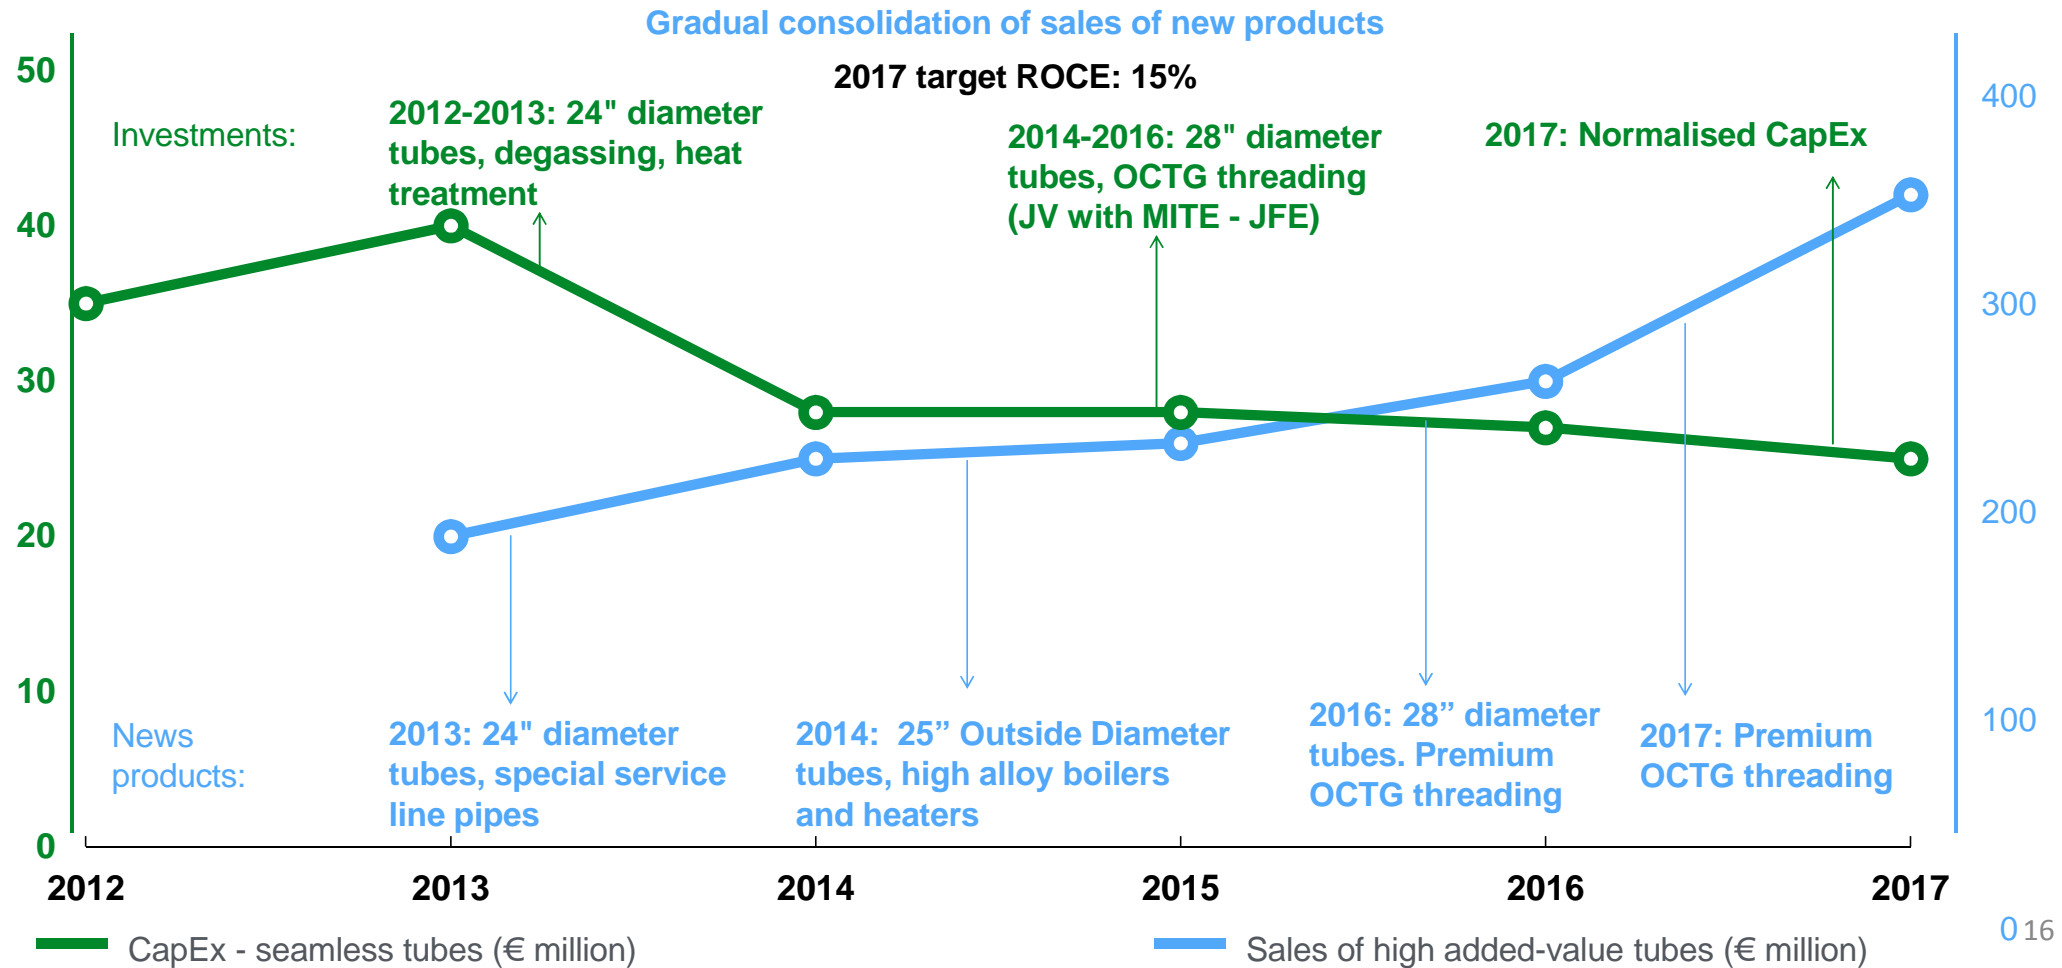 Gradual consolidation of sales of new products
2017 target ROCE: 15%
50
40
30
20
10
0
400
300
200
100
0
Investments:
2012-2013: 24" diameter
tubes, degassing, heat
treatment
2014-2016: 28" diameter
tubes, OCTG threading
(JV with MITE - JFE)
2017: Normalised CapEx
News
products:
2013: 24" diameter
tubes, special service
line pipes
2014:  25” Outside Diameter
tubes, high alloy boilers
and heaters
2016: 28” diameter
tubes. Premium
OCTG threading
2017: Premium
OCTG threading
2012 2013 2014 2015 2016 2017
CapEx - seamless tubes (€ million)
Sales of high added-value tubes (€ million)
16